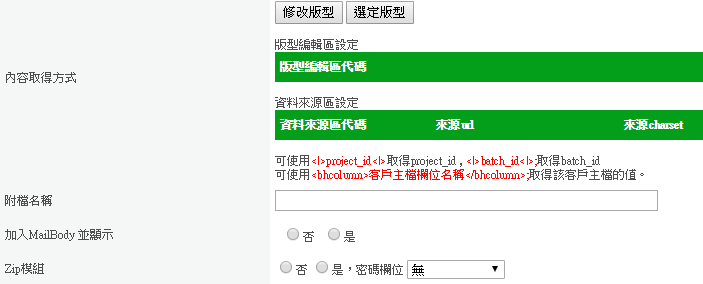 修改版型 選定版型
版型編輯區設定
版型編輯區代碼
內容取得方式
資料來源區設定
資料來源區代碼 來源url 來源charset
可使用<|>project_id<|>取得project_id , <|>batch_id<|>;取得batch_id
可使用<bhcolumn>客戶主檔欄位名稱</bhcolumn>;取得該客戶主檔的值。
附檔名稱
加入MailBody 並顯示 否 是
Zip模組 否 是，密碼欄位 無